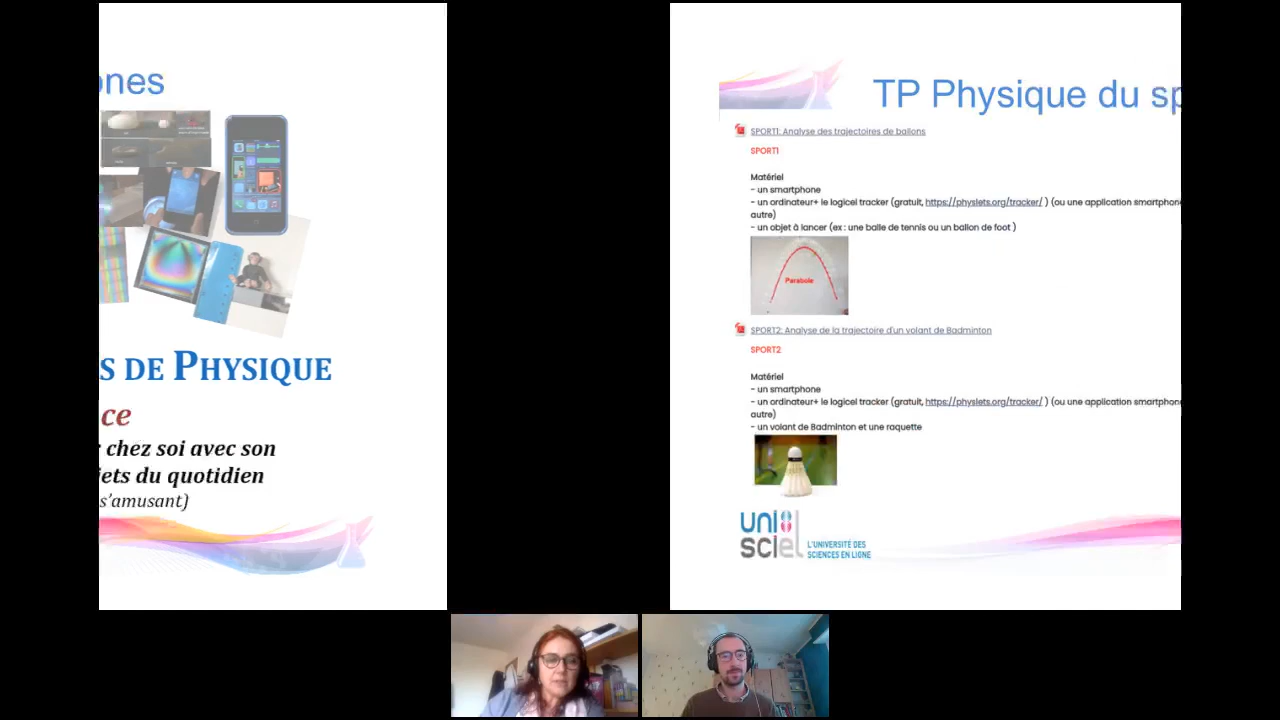 ones
S DE PHYSIQUE
ce
r chez soi avec son
jets du quotidien
s'amusant)
TP Physique du sp
SPORT1: Analyse des trajectoires de ballons
SPORT1
Matériel
- un smartphone
- un ordinateur+ le logicel tracker (gratuit, https://physlets.org/tracker/ ) (ou une application smartphone
autre)
- un objet à lancer (ex : une balle de tennis ou un ballon de foot )
Parabole
SPORT2: Analyse de la trajectoire d'un volant de Badminton
SPORT2
Matériel
- un smartphone
- un ordinateur+ le logicel tracker (gratuit, https://physlets.org/tracker/ ) (ou une application smartphone
autre)
- un volant de Badminton et une raquette
uni
sciel
L'UNIVERSITÉ DES
SCIENCES EN LIGNE